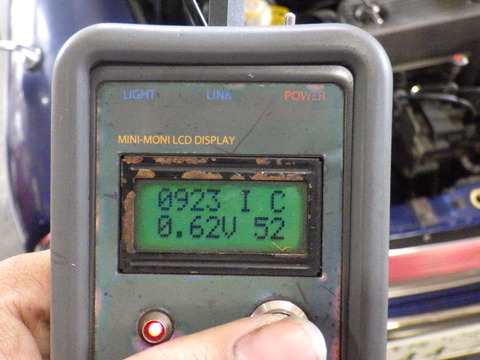 LIGHT LINK POWER
MINI-MONI LCD DISPLAY
0923 I C
0.62V 52